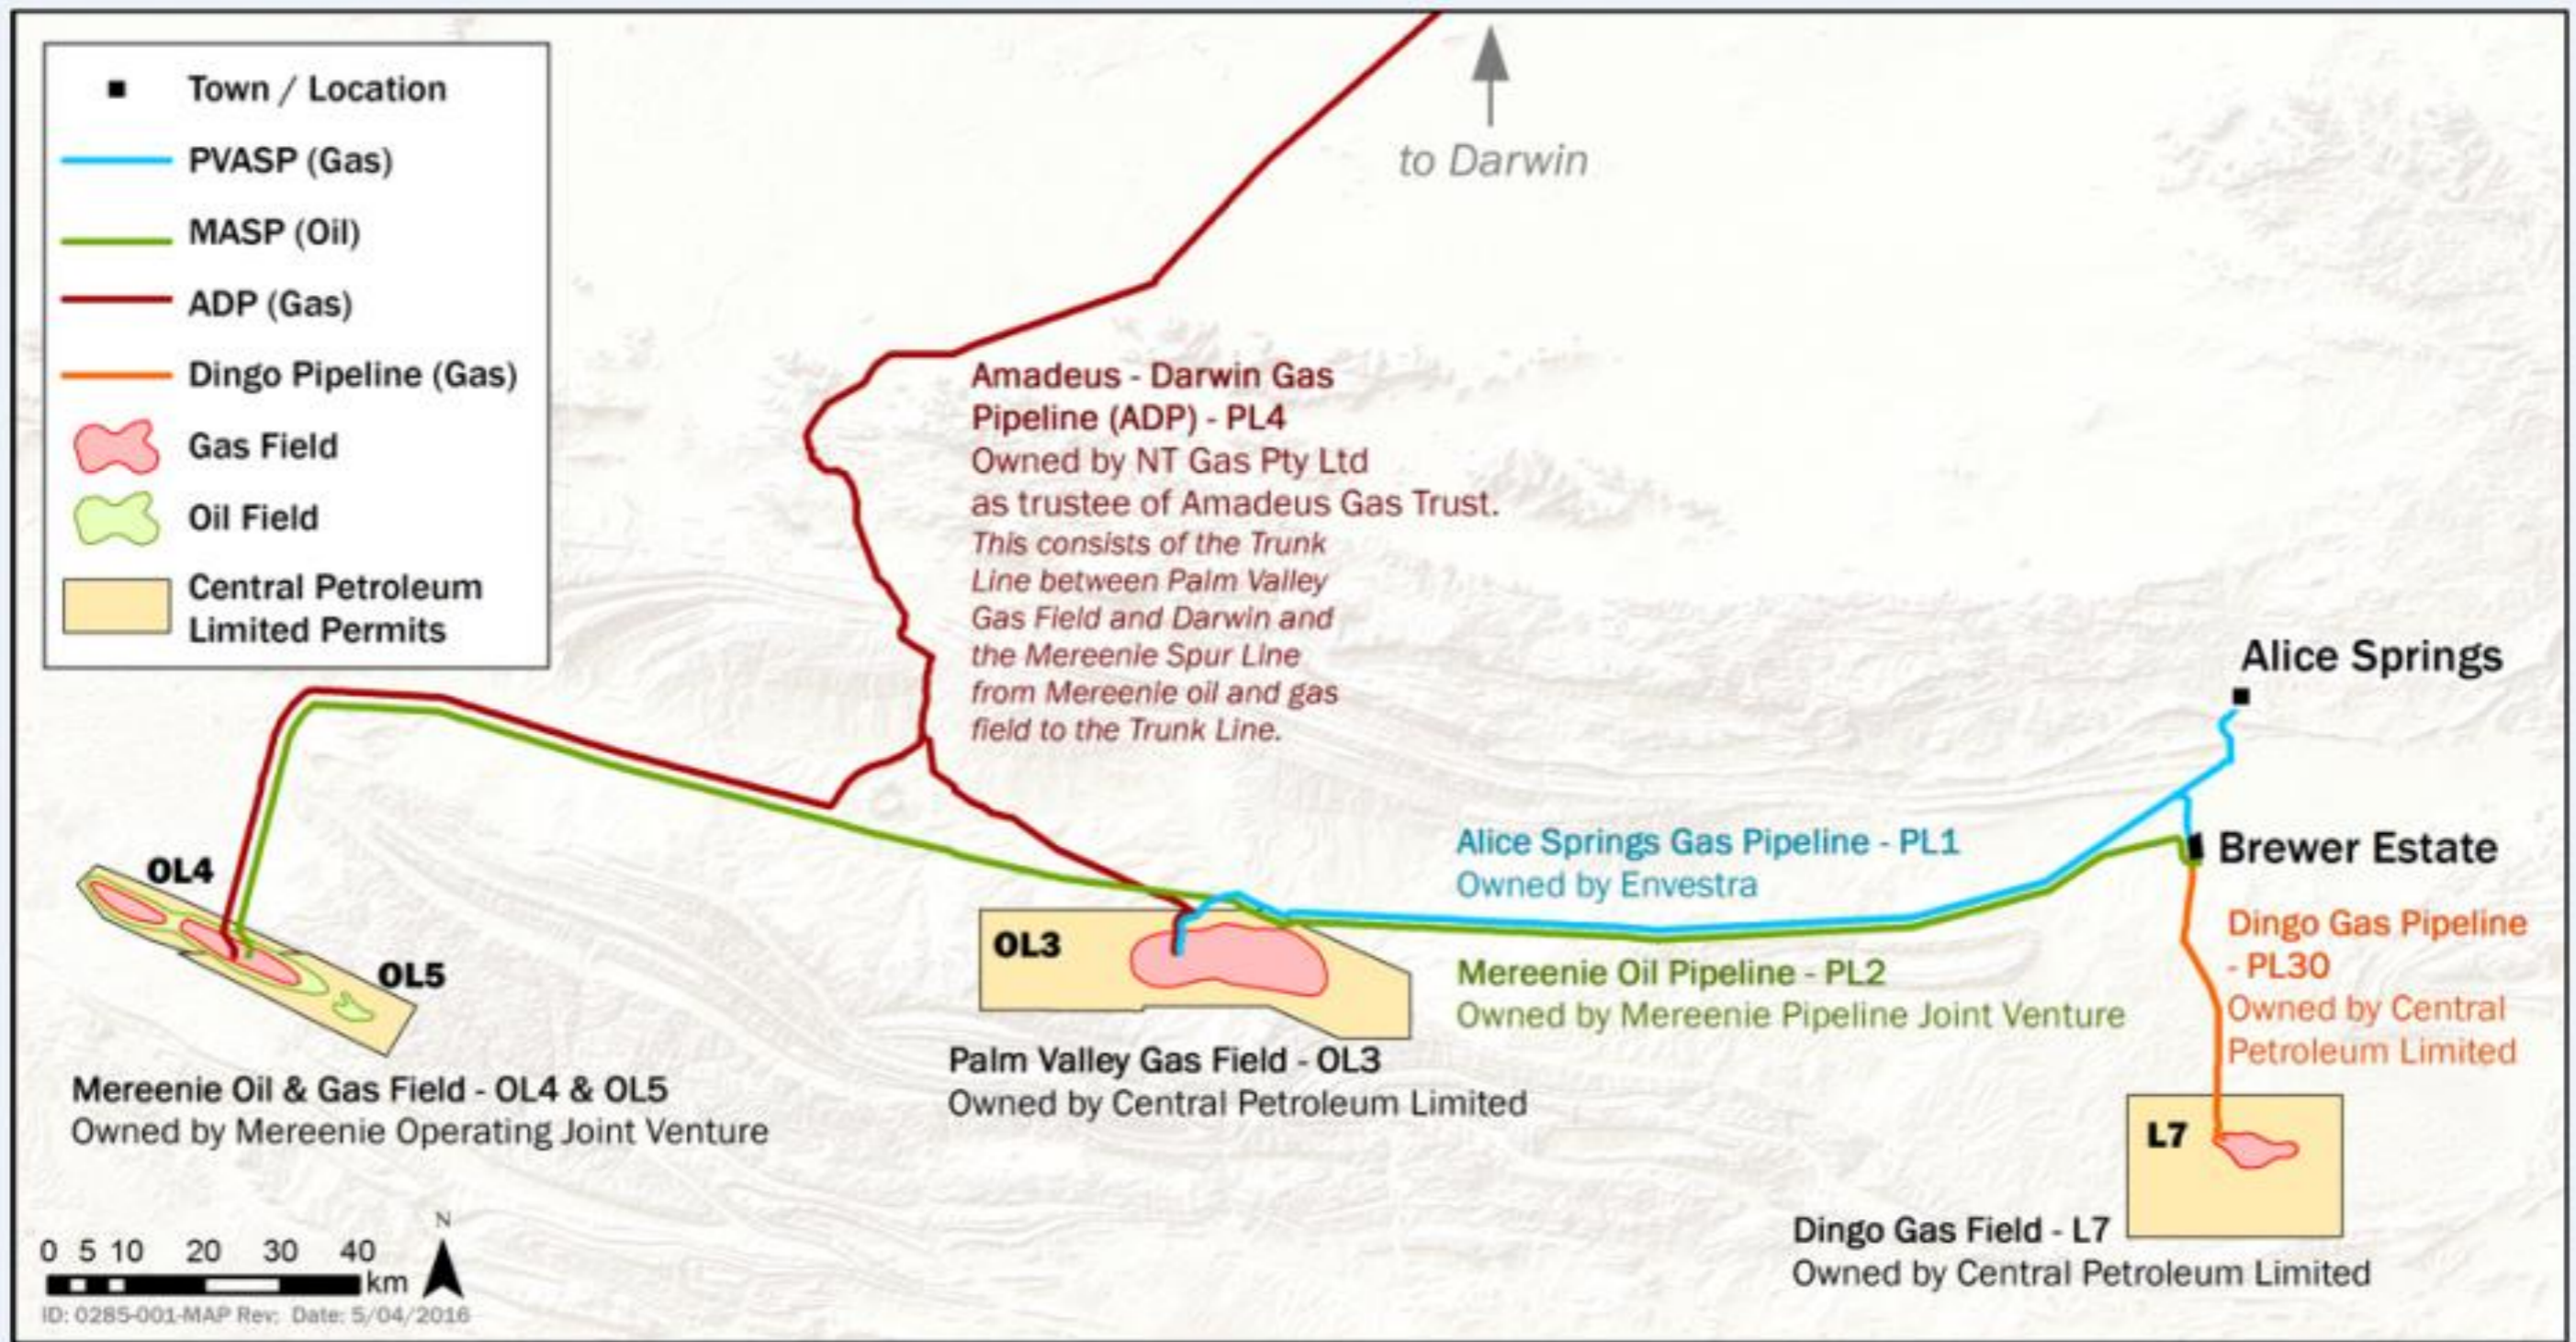 Town / Location
PVASP (Gas)
MASP (Oil)
ADP (Gas)
Dingo Pipeline (Gas)
Gas Field
Oil Field
Central Petroleum
Limited Permits
to Darwin
Amadeus - Darwin Gas
Pipeline (ADP) - PL4
Owned by NT Gas Pty Ltd
as trustee of Amadeus Gas Trust.
This consists of the Trunk
Line between Palm Valley
Gas Field and Darwin and
the Mereenie Spur Line
from Mereenie oil and gas
field to the Trunk Line.
Alice Springs
Brewer Estate
Alice Springs Gas Pipeline - PL1
Owned by Envestra
OL4
OL5
OL3
Mereenie Oil Pipeline - PL2
Owned by Mereenie Pipeline Joint Venture
Dingo Gas Pipeline
- PL30
Owned by Central
Petroleum Limited
Palm Valley Gas Field - OL3
Owned by Central Petroleum Limited
Mereenie Oil & Gas Field - OL4 & OL5
Owned by Mereenie Operating Joint Venture
L7
Dingo Gas Field - L7
Owned by Central Petroleum Limited
N
0 5 10 20 30 40
km
ID: 0285-001-MAP Rev: Date: 5/04/2016